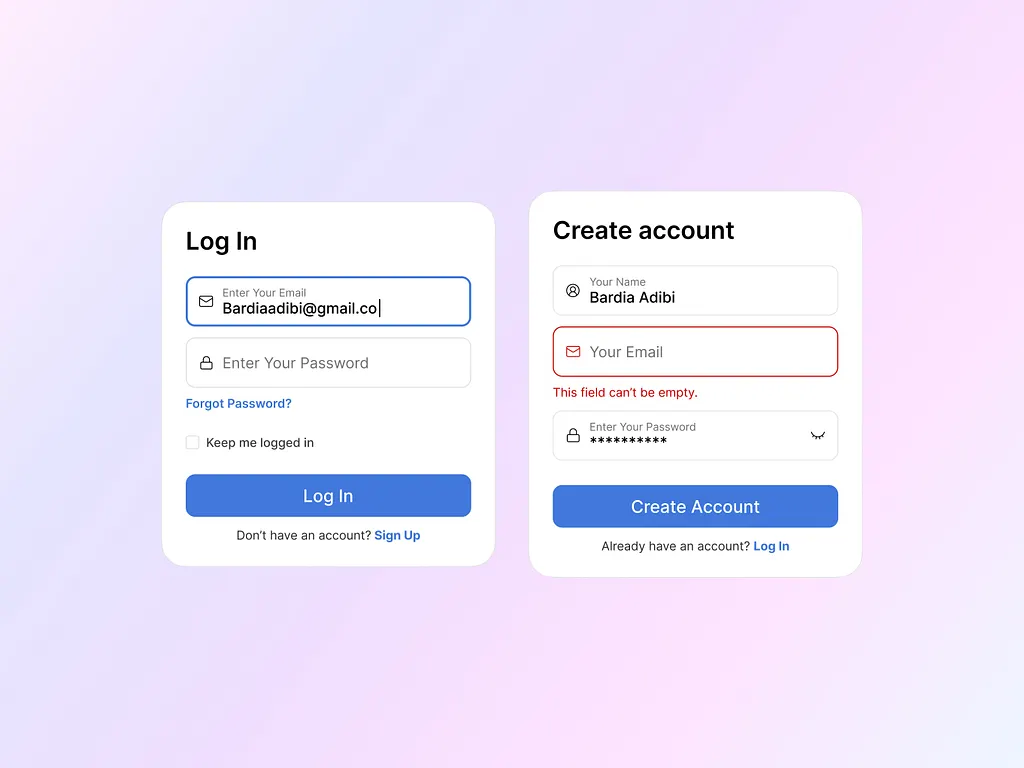 Log In
Enter Your Email
Bardiaadibi@gmail.co
Enter Your Password
Forgot Password?
Keep me logged in
Log In
Don't have an account? Sign Up
Create account
Your Name
Bardia Adibi
Your Email
This field can't be empty.
Enter Your Password
**********
Create Account
Already have an account? Log In